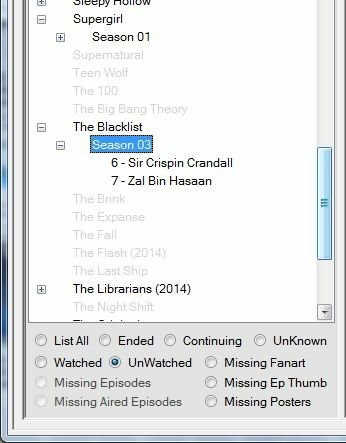 Sleepy Hollow
Supergirl
Season 01
Supernatural
Teen Wolf
The 100
The Big Bang Theory
The Blacklist
Season 03
6 - Sir Crispin Crandall
7 - Zal Bin Hasaan
The Brink
The Expanse
The Fall
The Flash (2014)
The Last Ship
The Librarians (2014)
The Night Shift
List All Ended Continuing UnKnown
Watched UnWatched Missing Fanart
Missing Episodes Missing Ep Thumb
Missing Aired Episodes Missing Posters